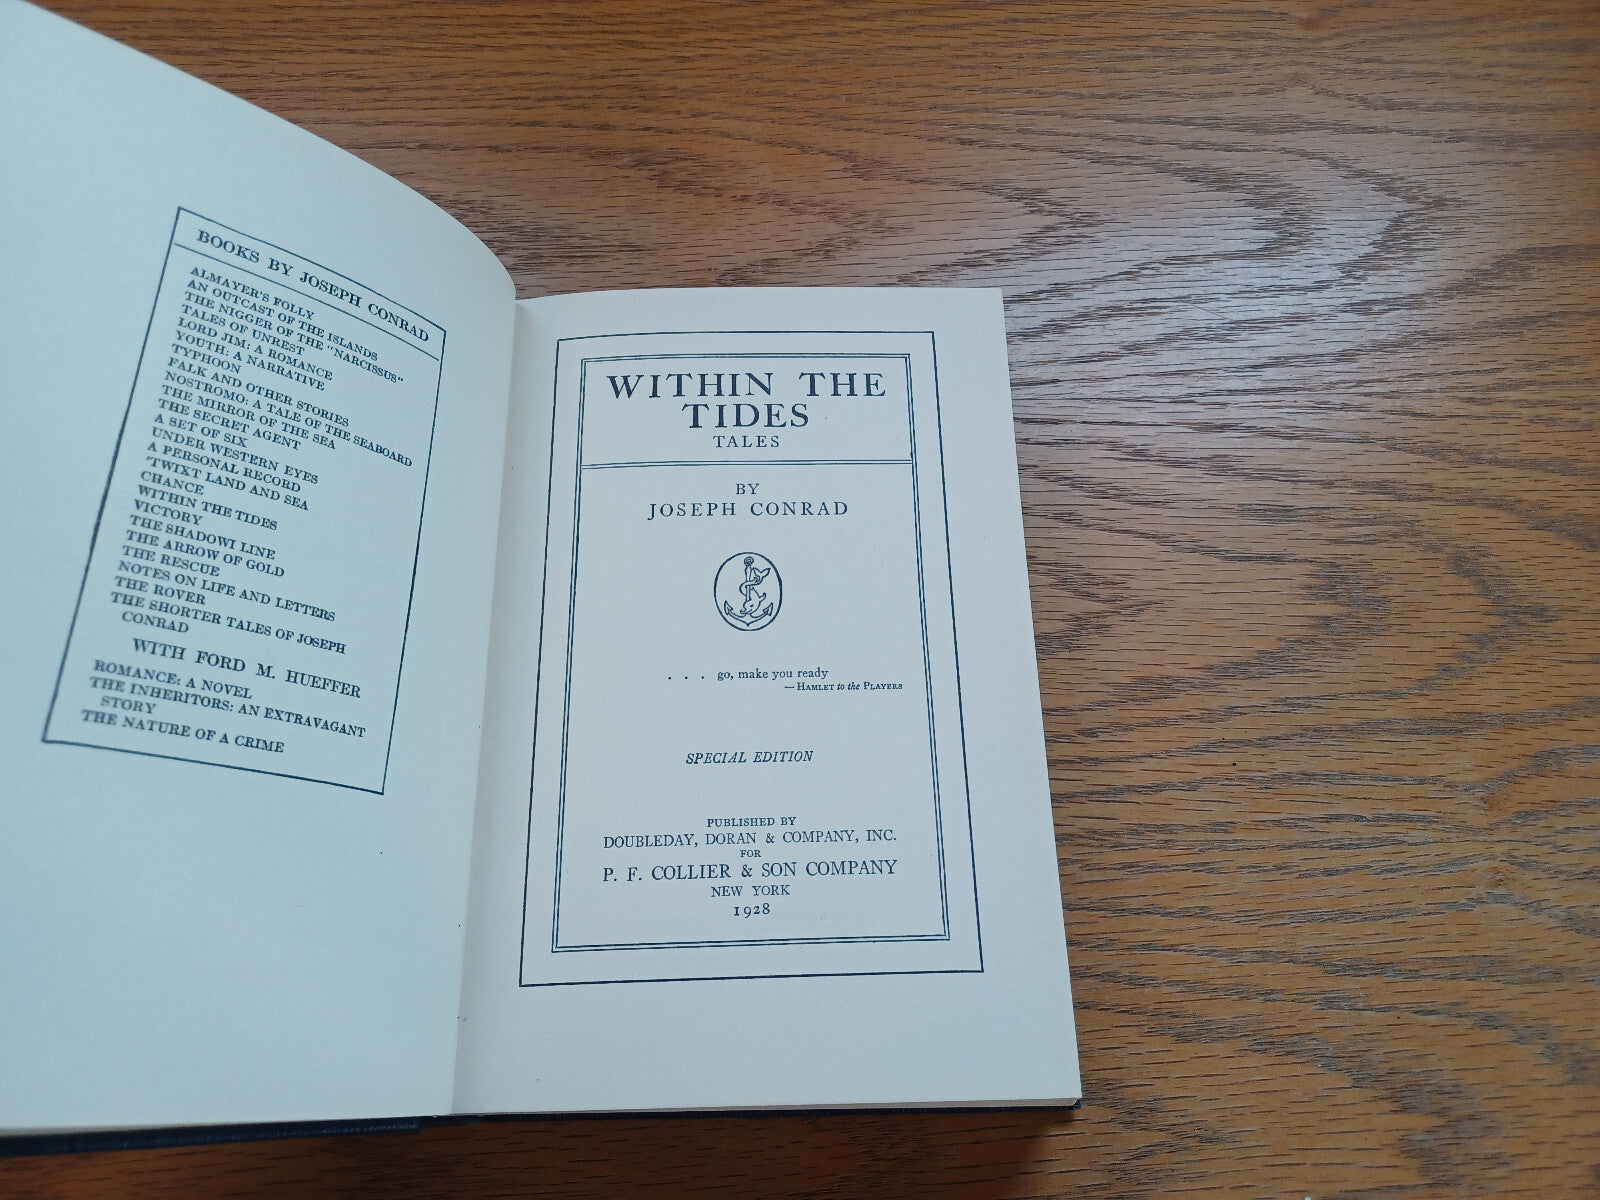 BOOKS BY JOSEPH CONRAD
ALMAYER'S FOLLY
AN OUTCAST OF THE ISLANDS
THE NIGGER OF THE "NARCISSUS"
TALES OF UNREST
LORD JIM: A ROMANCE
YOUTH: A NARRATIVE
TYPHOON
FALK AND OTHER STORIES
NOSTROMO: A TALE OF THE SEABOARD
THE MIRROR OF THE SEA
THE SECRET AGENT
A SET OF SIX
UNDER WESTERN EYES
A PERSONAL RECORD
'TWIXT LAND AND SEA
CHANCE
WITHIN THE TIDES
VICTORY
THE SHADOWI LINE
THE ARROW OF GOLD
THE RESCUE
NOTES ON LIFE AND LETTERS
THE ROVER
THE SHORTER TALES OF JOSEPH
CONRAD
WITH FORD M. HUEFFER
ROMANCE: A NOVEL
THE INHERITORS: AN EXTRAVAGANT
STORY
THE NATURE OF A CRIME
WITHIN THE
TIDES
TALES
BY
JOSEPH CONRAD
. . . go, make you ready
—HAMLET to the PLAYERS
SPECIAL EDITION
PUBLISHED BY
DOUBLEDAY, DORAN & COMPANY, INC.
FOR
P. F. COLLIER & SON COMPANY
NEW YORK
1928